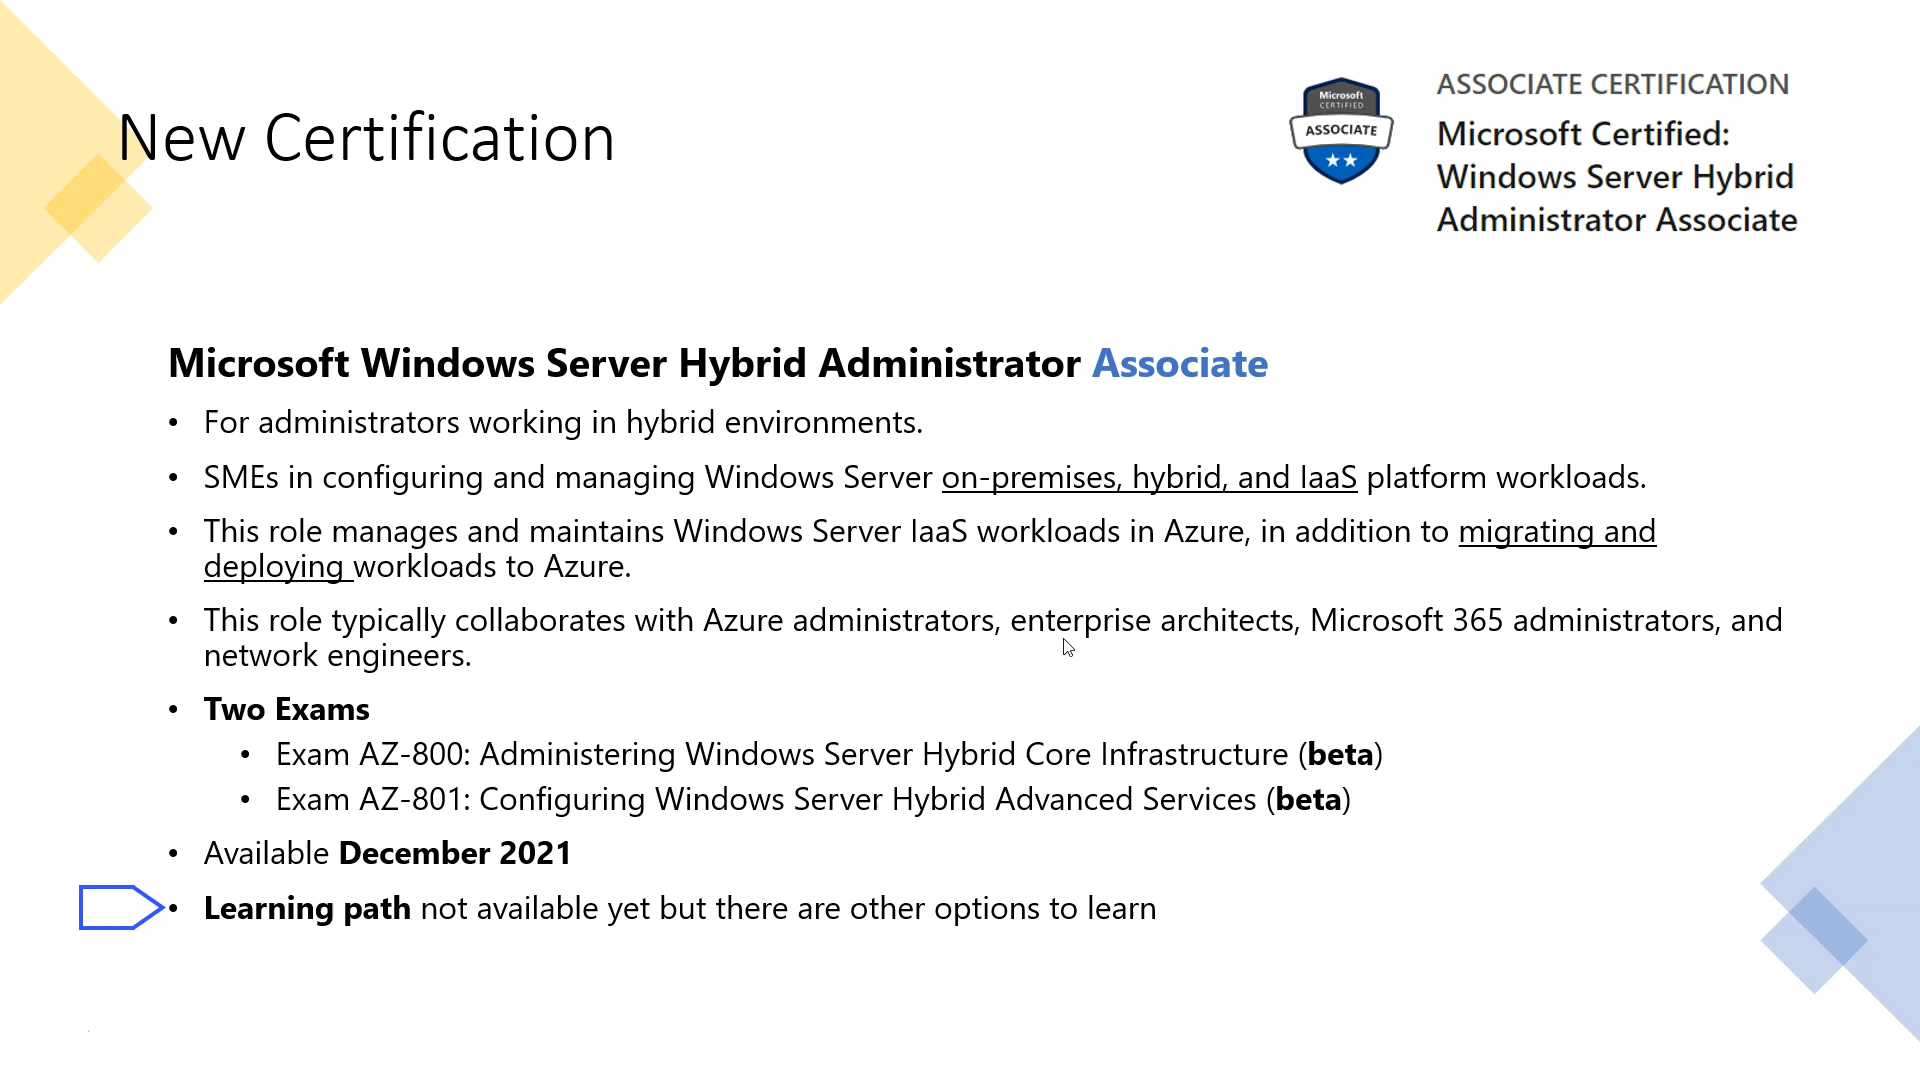 New Certification
Microsoft
CERTIFIED
ASSOCIATE
ASSOCIATE CERTIFICATION
Microsoft Certified:
Windows Server Hybrid
Administrator Associate
Microsoft Windows Server Hybrid Administrator Associate
• For administrators working in hybrid environments.
• SMEs in configuring and managing Windows Server on-premises, hybrid, and IaaS platform workloads.
• This role manages and maintains Windows Server IaaS workloads in Azure, in addition to migrating and
deploying workloads to Azure.
• This role typically collaborates with Azure administrators, enterprise architects, Microsoft 365 administrators, and
network engineers.
• Two Exams
• Exam AZ-800: Administering Windows Server Hybrid Core Infrastructure (beta)
• Exam AZ-801: Configuring Windows Server Hybrid Advanced Services (beta)
• Available December 2021
• Learning path not available yet but there are other options to learn